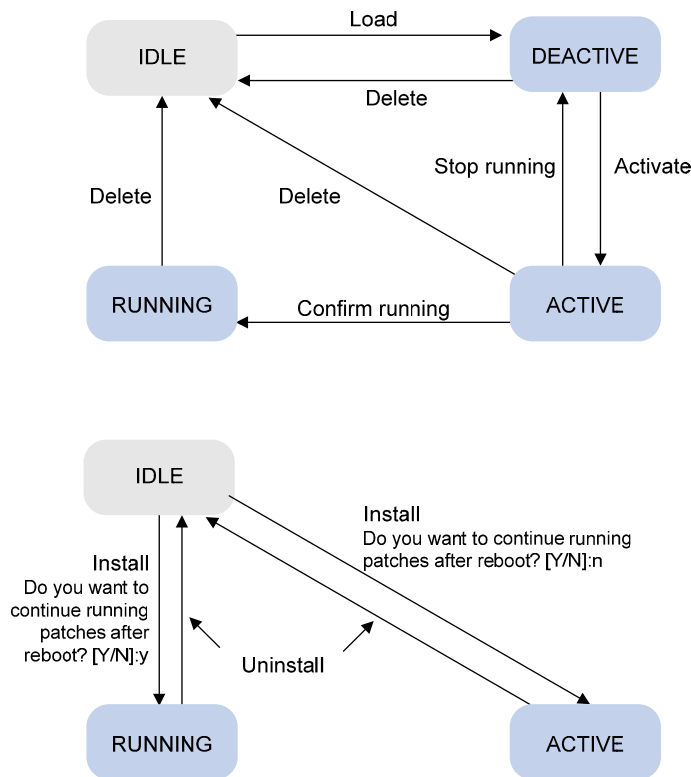 Load
IDLE
DEACTIVE
Delete
Stop running
Activate
Delete
Delete
RUNNING
Confirm running
ACTIVE
IDLE
Install
Do you want to continue running
patches after reboot? [Y/N]:n
Install
Do you want to
continue running
patches after
reboot? [Y/N]:y
Uninstall
RUNNING
ACTIVE